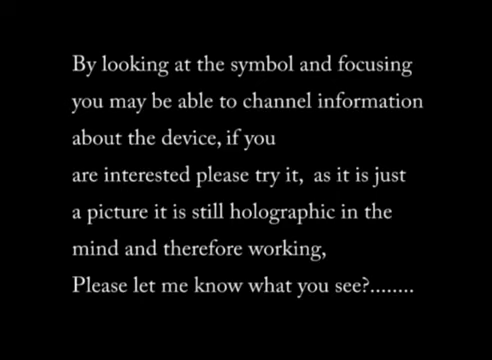 By looking at the symbol and focusing
you may be able to channel information
about the device, if you
are interested please try it,  as it is just
a picture it is still holographic in the
mind and therefore working,
Please let me know what you see?........